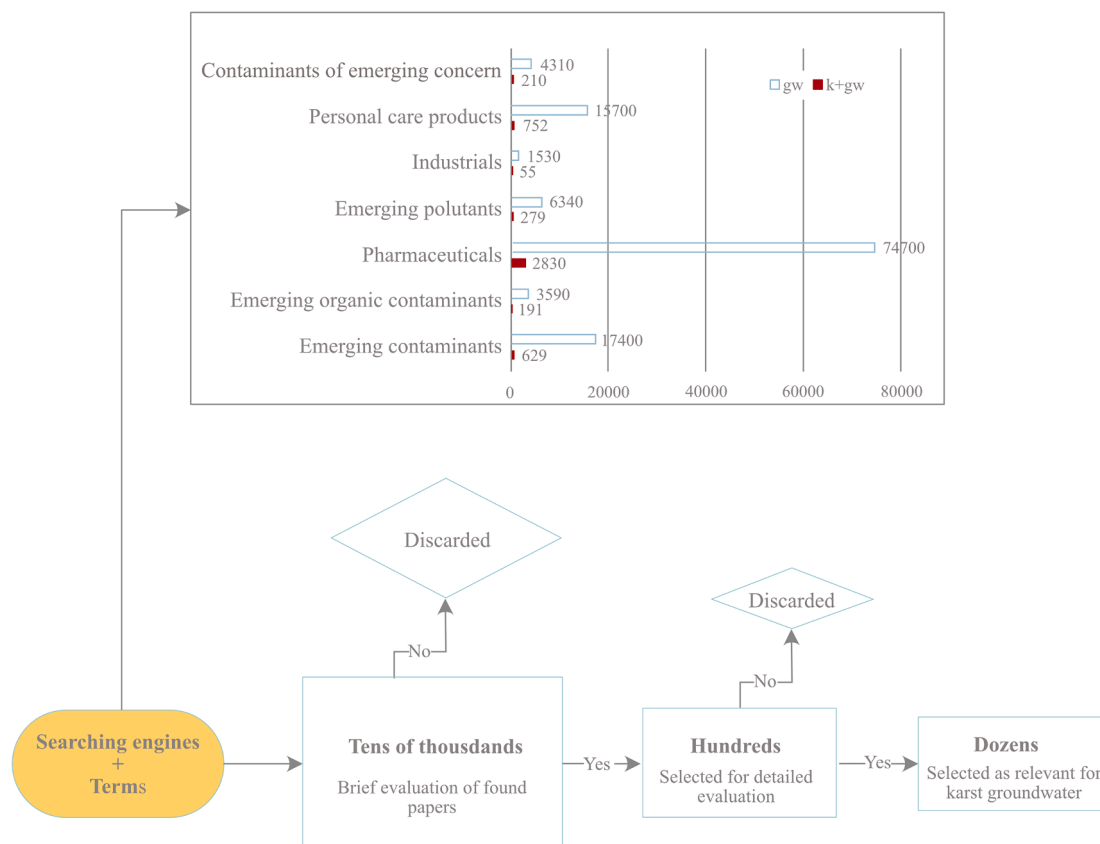 gw k+gw
Contaminants of emerging concern 4310
210
Personal care products 15700
752
Industrials 1530
55
Emerging polutants 6340
279
Pharmaceuticals 74700
2830
Emerging organic contaminants 3590
191
Emerging contaminants 17400
629
0 20000 40000 60000 80000
Discarded
Discarded
No
No
Searching engines
+
Terms
Tens of thousdands
Brief evaluation of found
papers
Yes
Hundreds
Selected for detailed
evaluation
Yes
Dozens
Selected as relevant for
karst groundwater